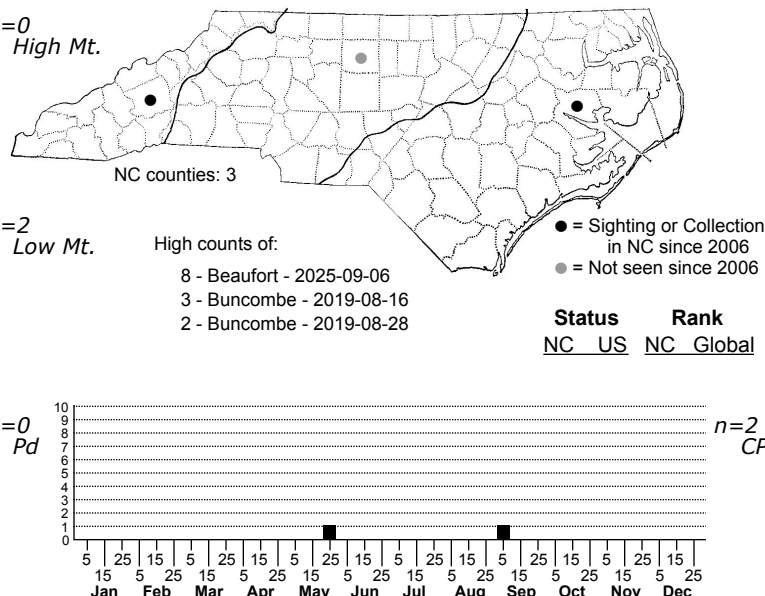 =0
High Mt.
NC counties: 3
=2
Low Mt.
High counts of:
8 - Beaufort - 2025-09-06
3 - Buncombe - 2019-08-16
2 - Buncombe - 2019-08-28
● = Sighting or Collection
in NC since 2006
● = Not seen since 2006
Status Rank
NC US NC Global
=0
Pd
n=2
CP
10
9
8
7
6
5
4
3
2
1
0
5 25 15 5 25 15 5 25 15 5 25 15 5 25 15 5 25 15
15 5 25 15 5 25 15 5 25 15 5 25 15 5 25 15 5 25
Jan Feb Mar Apr May Jun Jul Aug Sep Oct Nov Dec